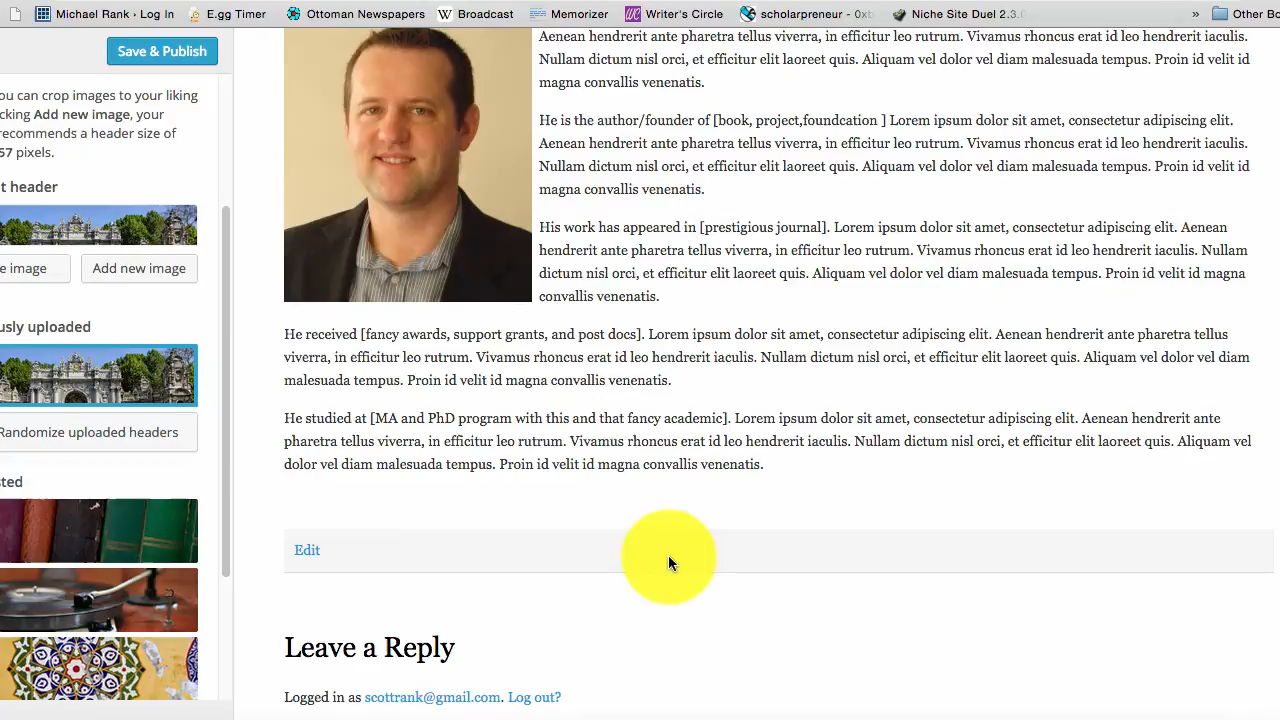 Michael Rank › Log In E.gg Timer Ottoman Newspapers Broadcast Memorizer Writer's Circle scholarpreneur - 0xb Niche Site Duel 2.3.0 » Other Bo
Save & Publish
ou can crop images to your liking
icking Add new image, your
recommends a header size of
57 pixels.
t header
e image Add new image
usly uploaded
Randomize uploaded headers
sted
Aenean hendrerit ante pharetra tellus viverra, in efficitur leo rutrum. Vivamus rhoncus erat id leo hendrerit iaculis.
Nullam dictum nisl orci, et efficitur elit laoreet quis. Aliquam vel dolor vel diam malesuada tempus. Proin id velit id
magna convallis venenatis.
He is the author/founder of [book, project,foundcation ] Lorem ipsum dolor sit amet, consectetur adipiscing elit.
Aenean hendrerit ante pharetra tellus viverra, in efficitur leo rutrum. Vivamus rhoncus erat id leo hendrerit iaculis.
Nullam dictum nisl orci, et efficitur elit laoreet quis. Aliquam vel dolor vel diam malesuada tempus. Proin id velit id
magna convallis venenatis.
His work has appeared in [prestigious journal]. Lorem ipsum dolor sit amet, consectetur adipiscing elit. Aenean
hendrerit ante pharetra tellus viverra, in efficitur leo rutrum. Vivamus rhoncus erat id leo hendrerit iaculis. Nullam
dictum nisl orci, et efficitur elit laoreet quis. Aliquam vel dolor vel diam malesuada tempus. Proin id velit id magna
convallis venenatis.
He received [fancy awards, support grants, and post docs]. Lorem ipsum dolor sit amet, consectetur adipiscing elit. Aenean hendrerit ante pharetra tellus
viverra, in efficitur leo rutrum. Vivamus rhoncus erat id leo hendrerit iaculis. Nullam dictum nisl orci, et efficitur elit laoreet quis. Aliquam vel dolor vel diam
malesuada tempus. Proin id velit id magna convallis venenatis.
He studied at [MA and PhD program with this and that fancy academic]. Lorem ipsum dolor sit amet, consectetur adipiscing elit. Aenean hendrerit ante
pharetra tellus viverra, in efficitur leo rutrum. Vivamus rhoncus erat id leo hendrerit iaculis. Nullam dictum nisl orci, et efficitur elit laoreet quis. Aliquam vel
dolor vel diam malesuada tempus. Proin id velit id magna convallis venenatis.
Edit
Leave a Reply
Logged in as scottrank@gmail.com. Log out?